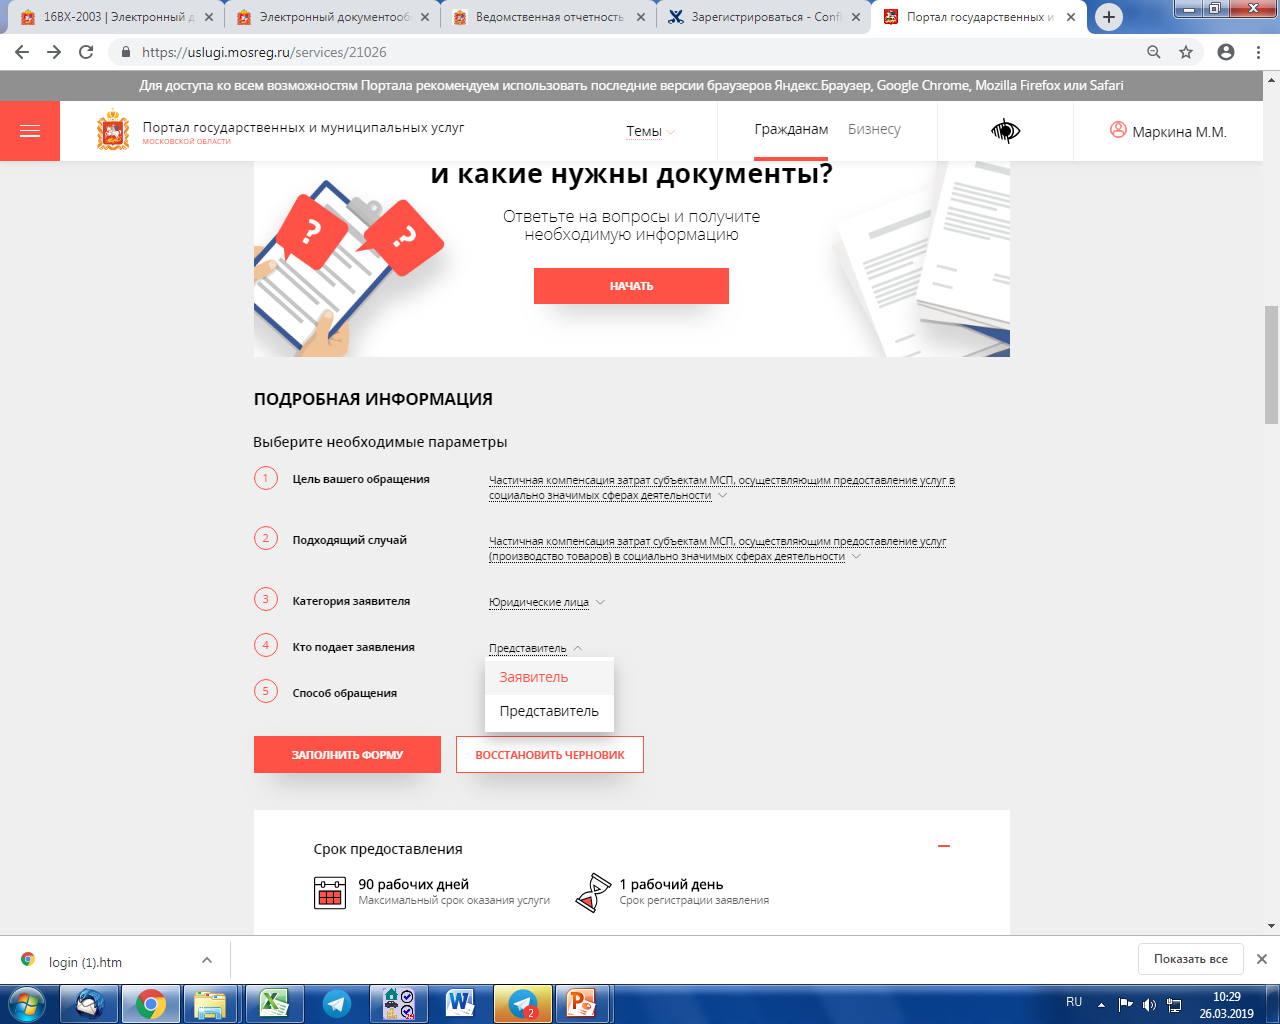 16ВХ-2003 | Электронный д
Электронный документооб
Ведомственная отчетность
Зарегистрироваться - Conf
Портал государственных и
https://uslugi.mosreg.ru/services/21026
Для доступа ко всем возможностям Портала рекомендуем использовать последние версии браузеров Яндекс.Браузер, Google Chrome, Mozilla Firefox или Safari
Портал государственных и муниципальных услуг
МОСКОВСКОЙ ОБЛАСТИ
Темы
Гражданам
Бизнесу
Маркина М.М.
и какие нужны документы?
Ответьте на вопросы и получите
необходимую информацию
? ?
НАЧАТЬ
ПОДРОБНАЯ ИНФОРМАЦИЯ
Выберите необходимые параметры
1 Цель вашего обращения
Частичная компенсация затрат субъектам МСП, осуществляющим предоставление услуг в
социально значимых сферах деятельности
2 Подходящий случай
Частичная компенсация затрат субъектам МСП, осуществляющим предоставление услуг
(производство товаров) в социально значимых сферах деятельности
3 Категория заявителя
Юридические лица
4 Кто подает заявления
Представитель
Заявитель
Представитель
5 Способ обращения
ЗАПОЛНИТЬ ФОРМУ
ВОССТАНОВИТЬ ЧЕРНОВИК
Срок предоставления
90 рабочих дней
Максимальный срок оказания услуги
1 рабочий день
Срок регистрации заявления
login (1).htm
Показать все
2
RU
10:29
26.03.2019